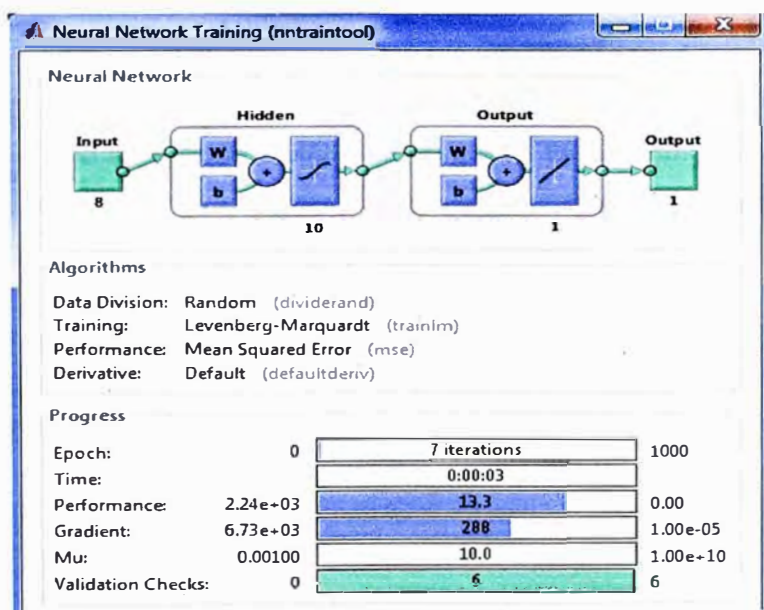 Neural Network Training (nntraintool)
Neural Network
Hidden
Output
Input
W
b
+
W
b
+
Output
8
10
1
1
Algorithms
Data Division: Random (dividerand)
Training: Levenberg-Marquardt (trainlm)
Performance: Mean Squared Error (mse)
Derivative: Default (defaultderiv)
Progress
Epoch: 0 7 iterations 1000
Time: 0:00:03
Performance: 2.24e+03 13.3 0.00
Gradient: 6.73e+03 288 1.00e-05
Mu: 0.00100 10.0 1.00e+10
Validation Checks: 0 6 6